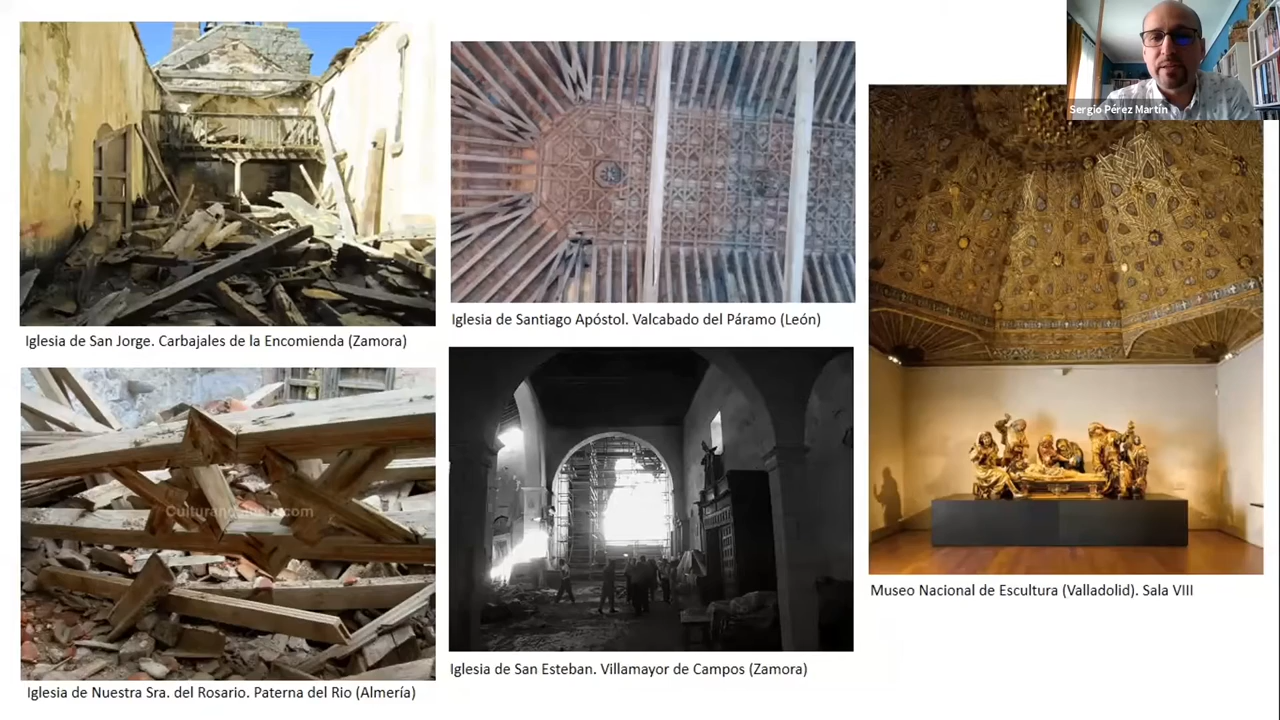 Sergio Pérez Martín
Iglesia de San Jorge. Carbajales de la Encomienda (Zamora)
Iglesia de Santiago Apóstol. Valcabado del Páramo (León)
Museo Nacional de Escultura (Valladolid). Sala VIII
Iglesia de San Esteban. Villamayor de Campos (Zamora)
Iglesia de Nuestra Sra. del Rosario. Paterna del Rio (Almería)